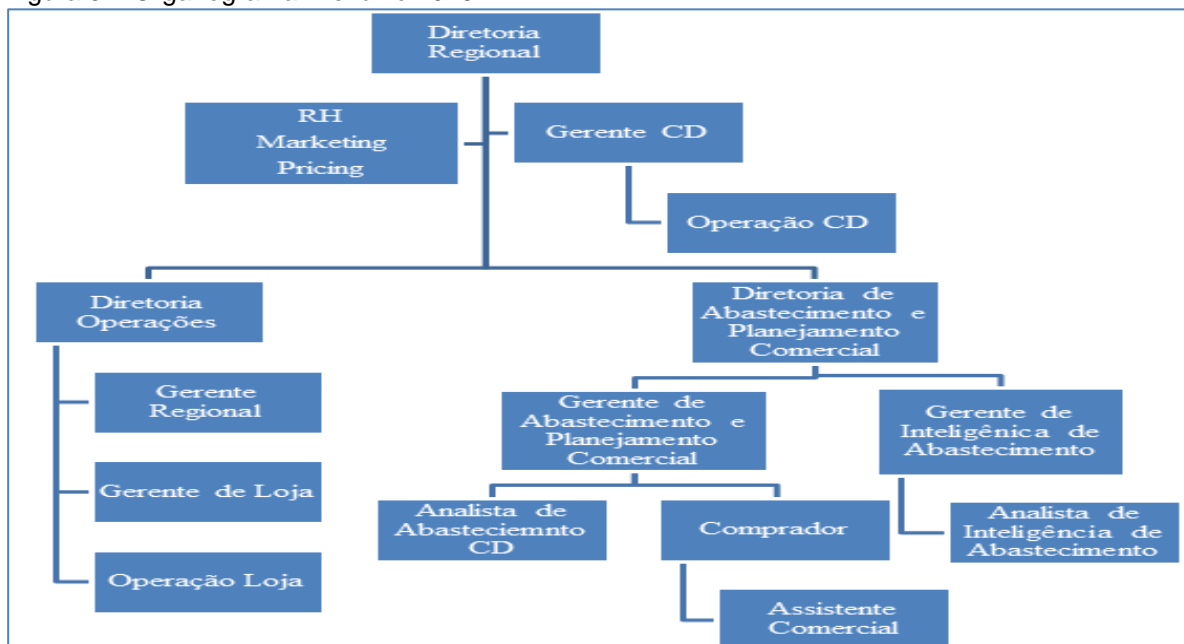 Diretoria
Regional
RH
Marketing
Pricing
Gerente CD
Operação CD
Diretoria
Operações
Diretoria de
Abastecimento e
Planejamento
Comercial
Gerente
Regional
Gerente de
Abastecimento e
Planejamento
Comercial
Gerente de
Inteligênica de
Abastecimento
Gerente de Loja
Analista de
Abasteciemnto
CD
Comprador
Analista de
Inteligência de
Abastecimento
Operação Loja
Assistente
Comercial